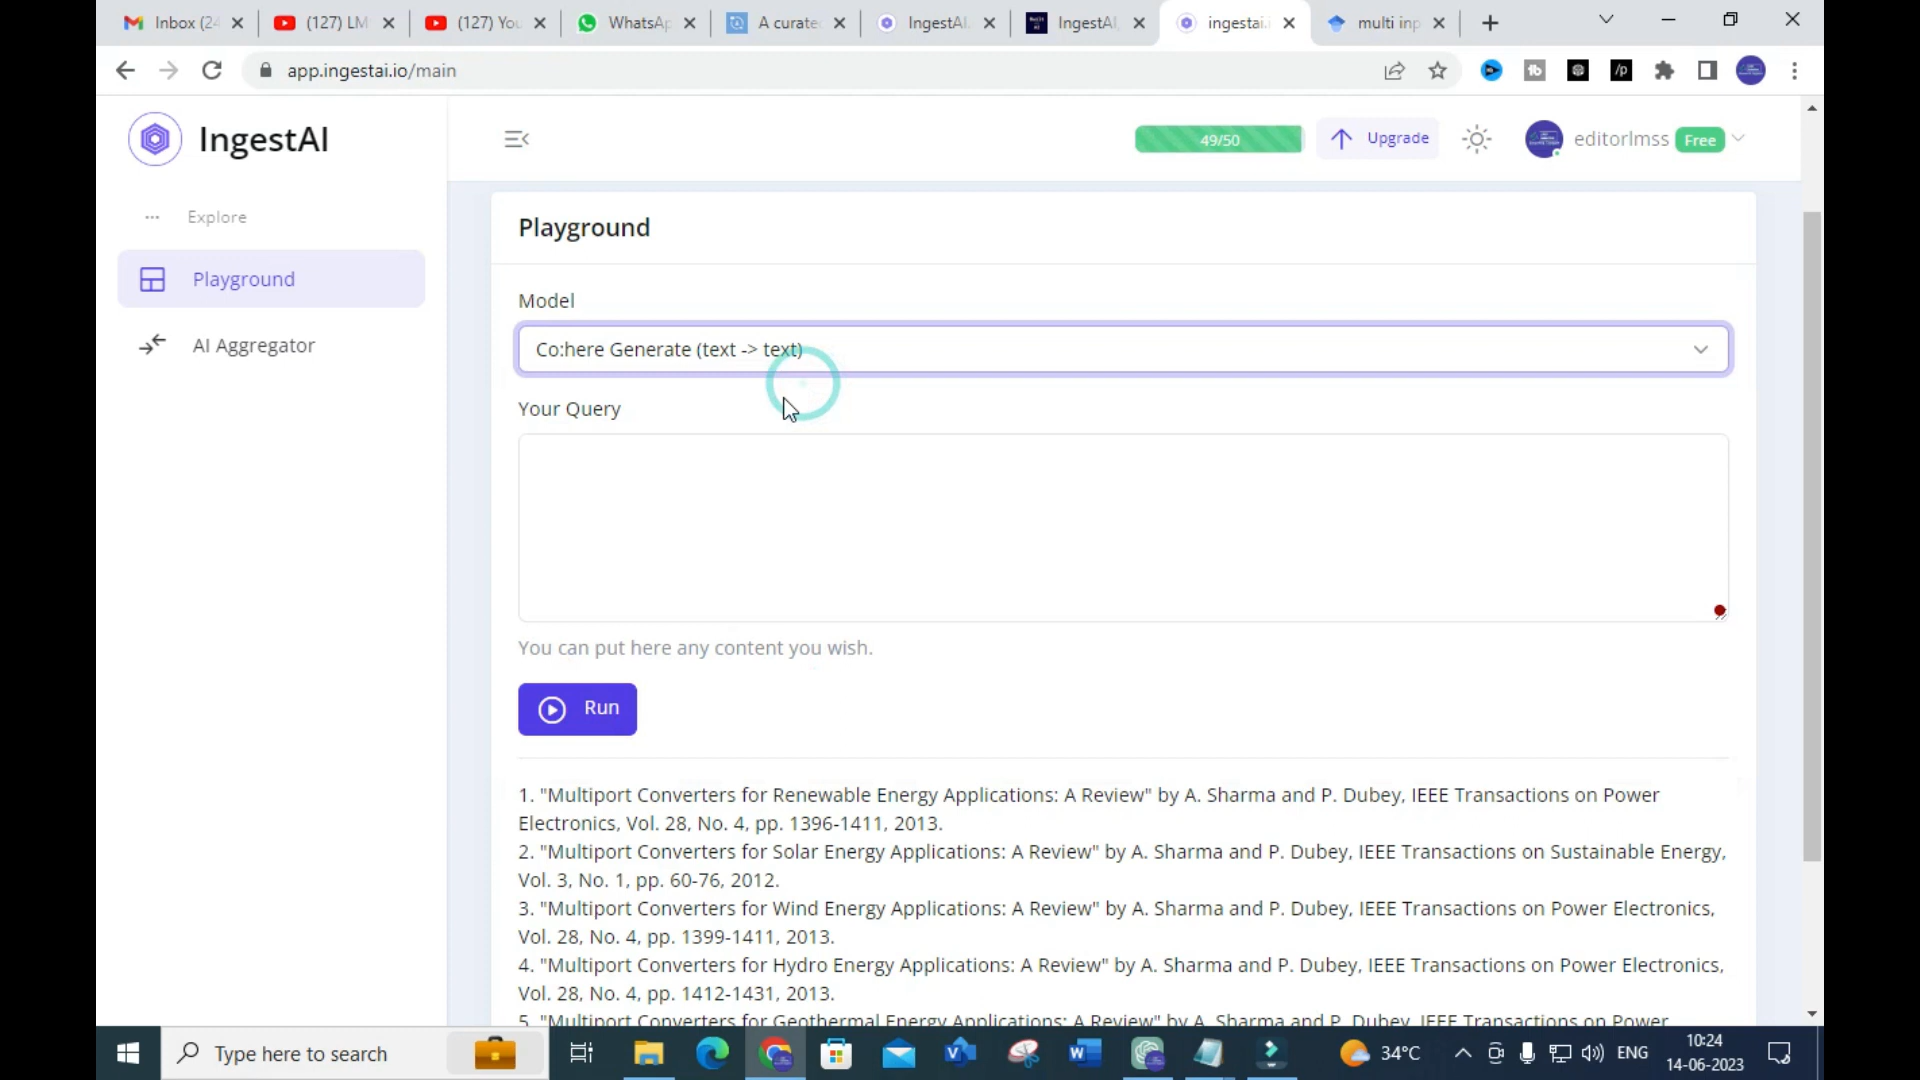 Inbox (24
(127) LM
(127) You
WhatsAp
A curate
IngestAI.
IngestAI,
ingestai.i
multi inp
app.ingestai.io/main
IngestAI
49/50
Upgrade
editorlmss
Free
Explore
Playground
AI Aggregator
Playground
Model
Co:here Generate (text -> text)
Your Query
You can put here any content you wish.
Run
1. "Multiport Converters for Renewable Energy Applications: A Review" by A. Sharma and P. Dubey, IEEE Transactions on Power
Electronics, Vol. 28, No. 4, pp. 1396-1411, 2013.
2. "Multiport Converters for Solar Energy Applications: A Review" by A. Sharma and P. Dubey, IEEE Transactions on Sustainable Energy,
Vol. 3, No. 1, pp. 60-76, 2012.
3. "Multiport Converters for Wind Energy Applications: A Review" by A. Sharma and P. Dubey, IEEE Transactions on Power Electronics,
Vol. 28, No. 4, pp. 1399-1411, 2013.
4. "Multiport Converters for Hydro Energy Applications: A Review" by A. Sharma and P. Dubey, IEEE Transactions on Power Electronics,
Vol. 28, No. 4, pp. 1412-1431, 2013.
5. "Multiport Converters for Geothermal Energy Applications: A Review" by A. Sharma and P. Dubey, IEEE Transactions on Power
Type here to search
34°C
ENG
10:24
14-06-2023